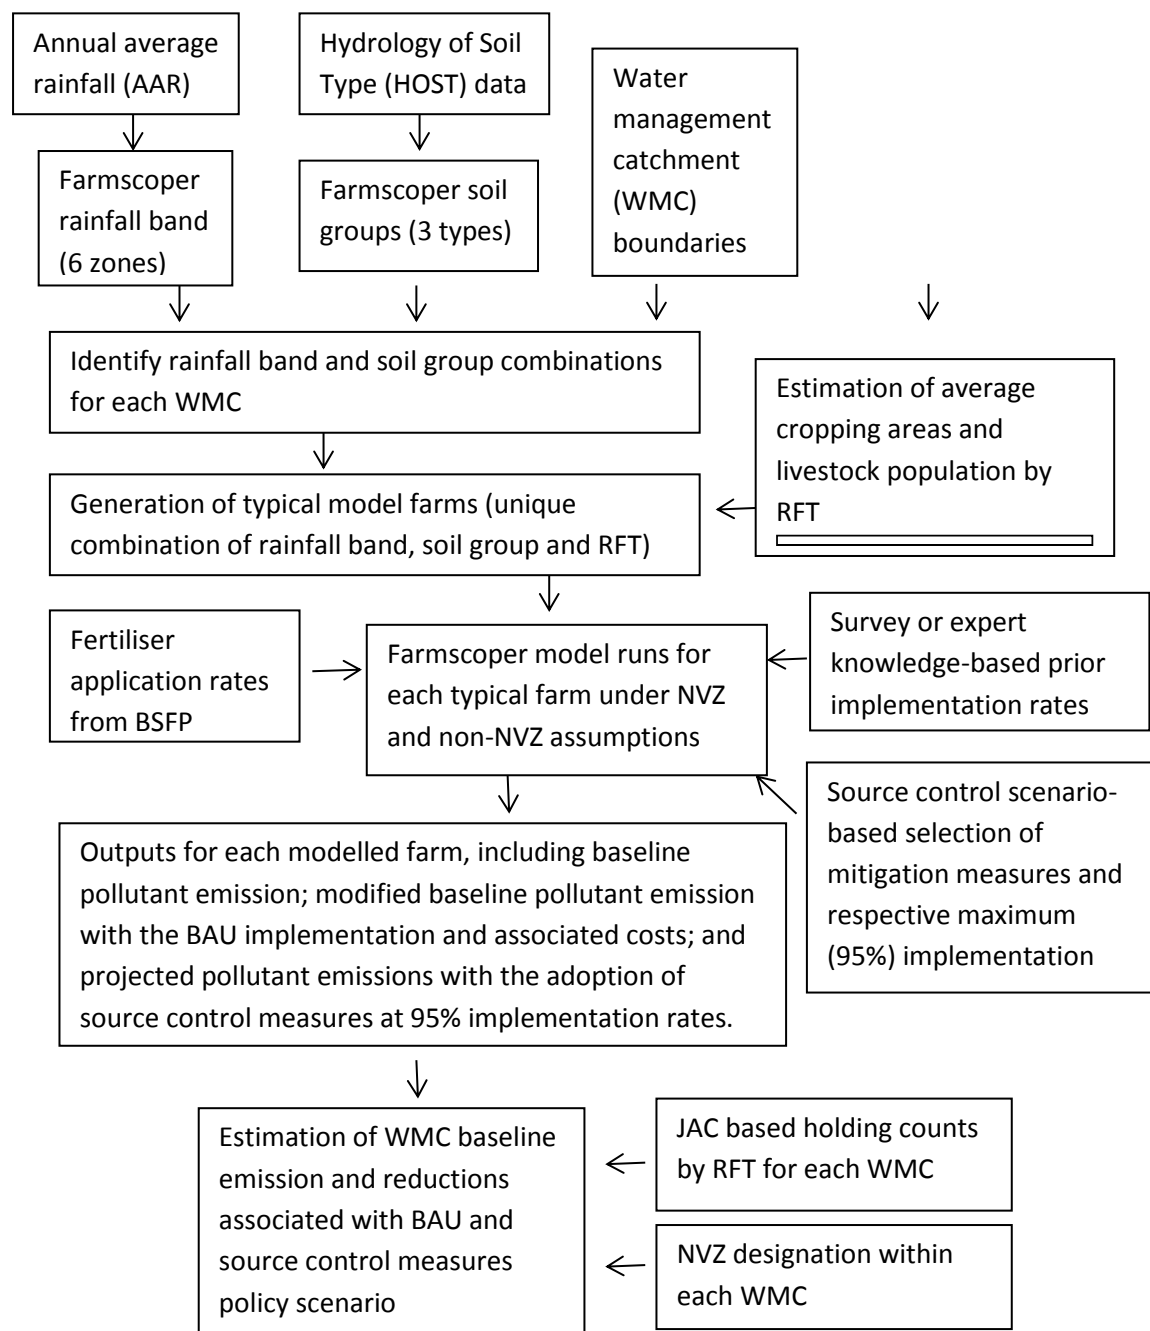 Annual average
rainfall (AAR)
Hydrology of Soil
Type (HOST) data
Water
management
catchment
(WMC)
boundaries
Farmscoper
rainfall band
(6 zones)
Farmscoper soil
groups (3 types)
Identify rainfall band and soil group combinations
for each WMC
Estimation of average
cropping areas and
livestock population by
RFT
Generation of typical model farms (unique
combination of rainfall band, soil group and RFT)
Fertiliser
application rates
from BSFP
Farmscoper model runs for
each typical farm under NVZ
and non-NVZ assumptions
Survey or expert
knowledge-based prior
implementation rates
Source control scenario-
based selection of
mitigation measures and
respective maximum
(95%) implementation
Outputs for each modelled farm, including baseline
pollutant emission; modified baseline pollutant emission
with the BAU implementation and associated costs; and
projected pollutant emissions with the adoption of
source control measures at 95% implementation rates.
Estimation of WMC baseline
emission and reductions
associated with BAU and
source control measures
policy scenario
JAC based holding counts
by RFT for each WMC
NVZ designation within
each WMC